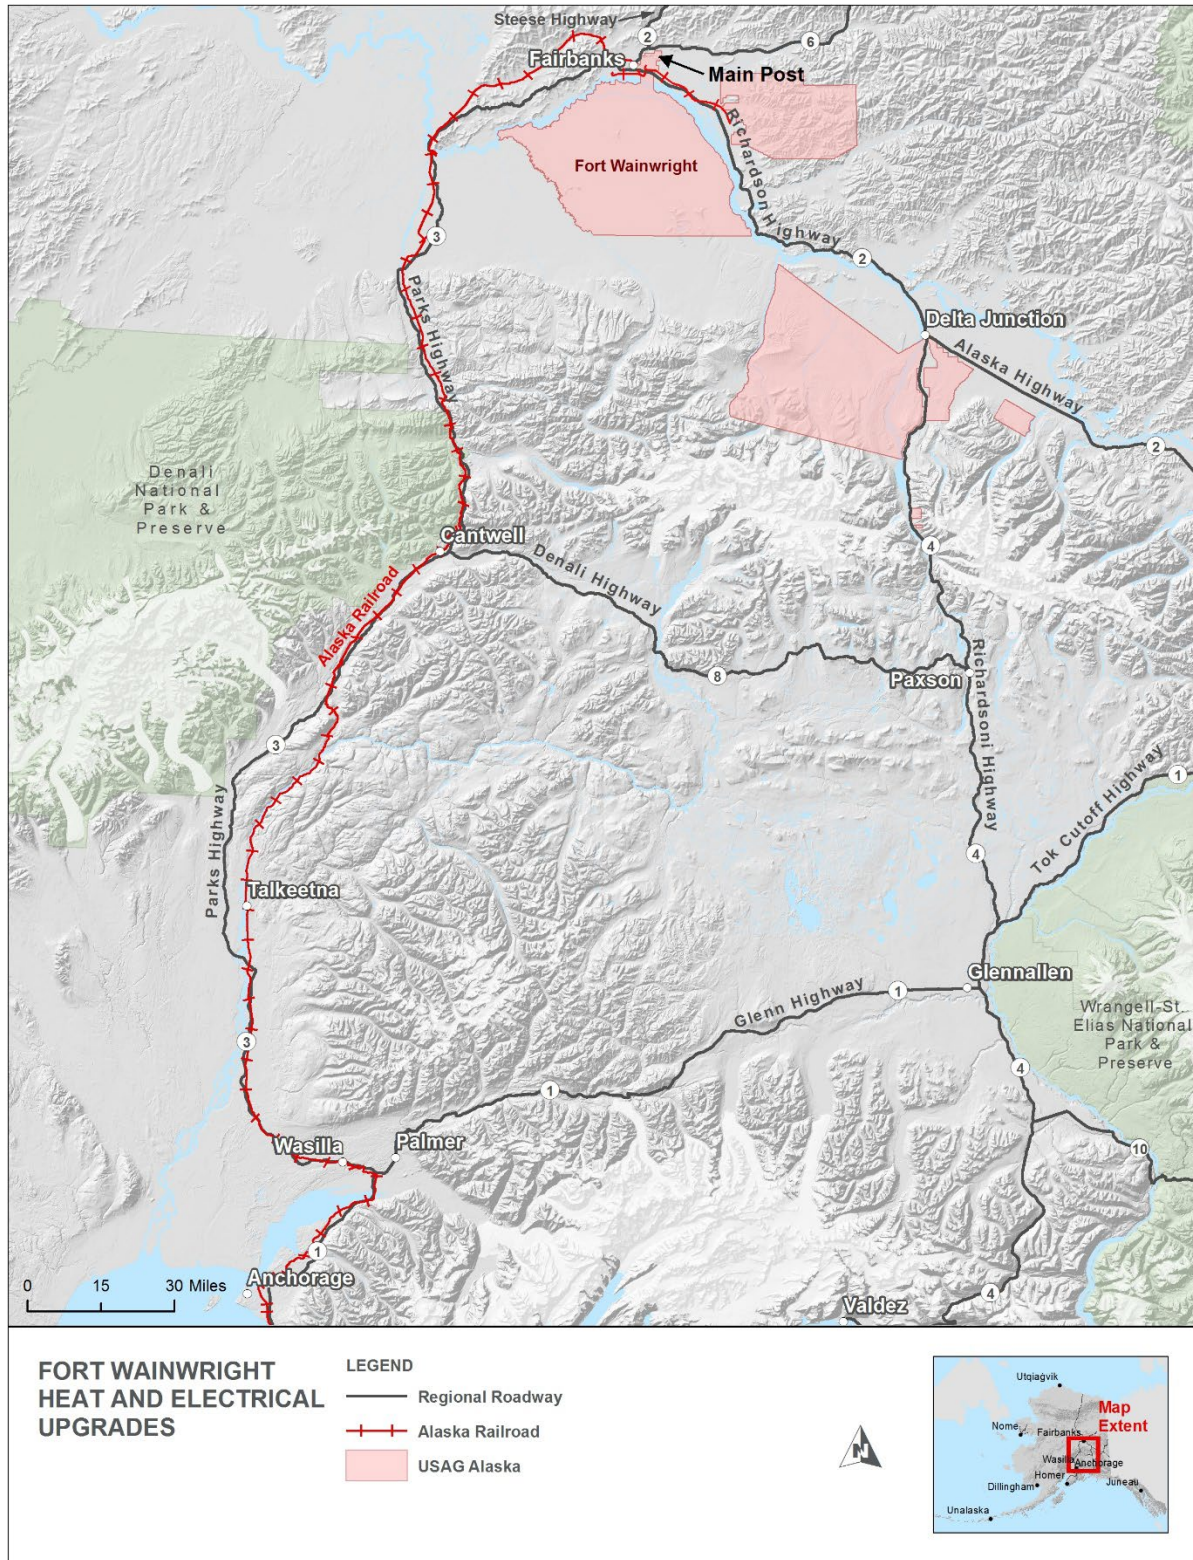 Steese Highway
2
6
Fairbanks
Main Post
Richardson Highway
Fort Wainwright
3
2
Parks Highway
Delta Junction
Alaska Highway
2
Denali
National
Park &
Preserve
Cantwell
4
Denali Highway
Alaska Railroad
8
Paxson
Richardsoni Highway
3
1
Tok Cutoff Highway
Parks Highway
4
Talkeetna
Glennallen
Glenn Highway
1
Wrangell-St.
Elias National
Park &
Preserve
3
4
1
Wasilla
Palmer
10
1
Anchorage
0 15 30 Miles
4
Valdez
FORT WAINWRIGHT
HEAT AND ELECTRICAL
UPGRADES
LEGEND
Regional Roadway
Alaska Railroad
USAG Alaska
N
Utqiaġvik
Map
Extent
Nome
Fairbanks
Wasilla
Anchorage
Homer
Juneau
Dillingham
Unalaska